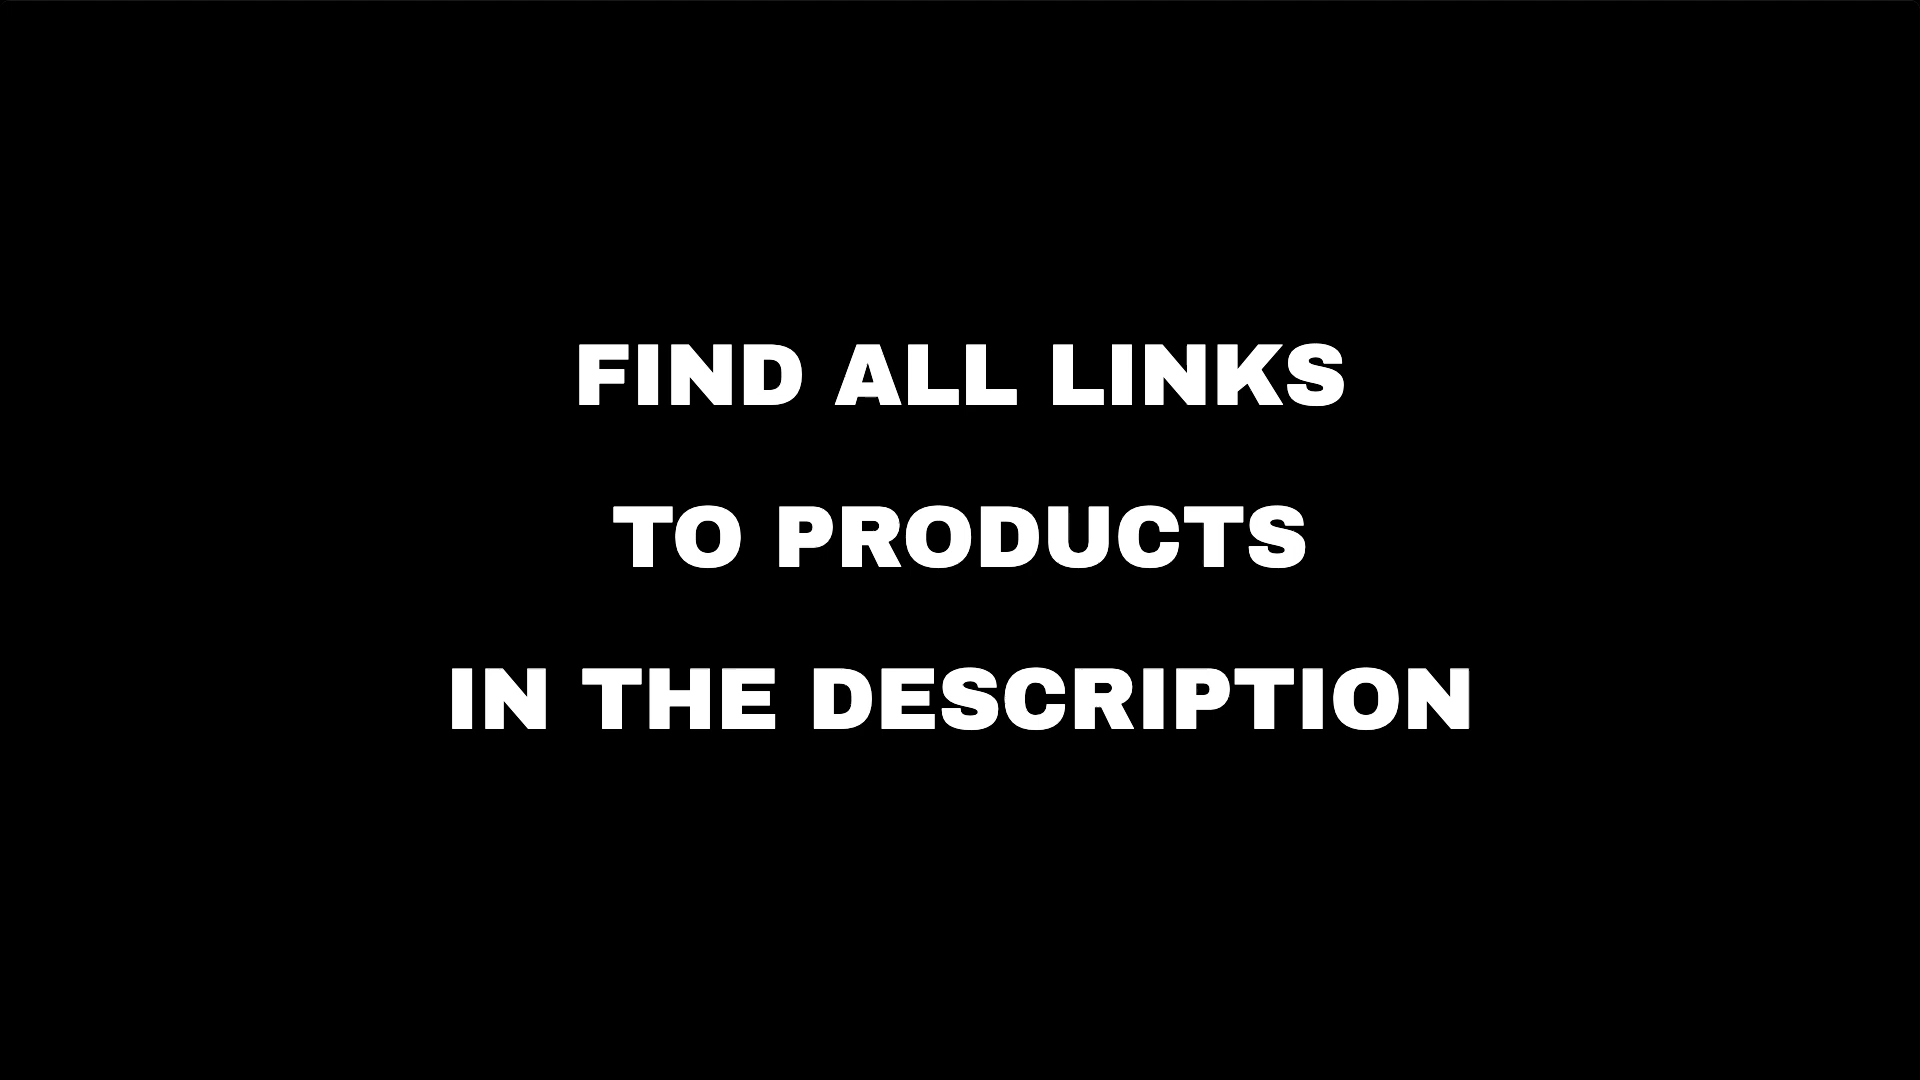 FIND ALL LINKS
TO PRODUCTS
IN THE DESCRIPTION